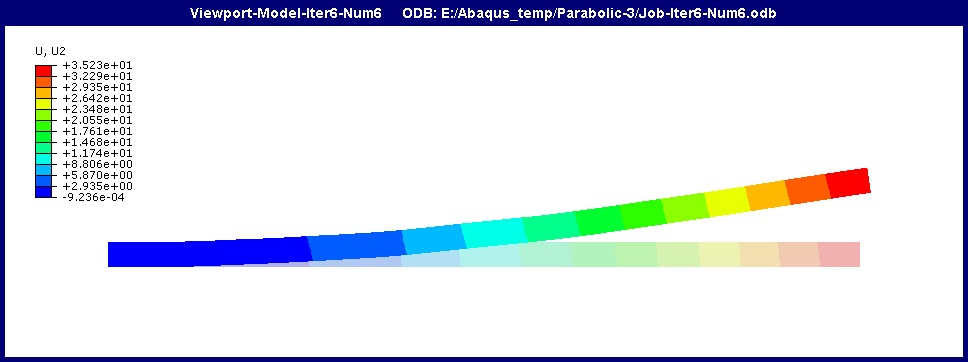 Viewport-Model-Iter6-Num6 ODB: E:/Abaqus_temp/Parabolic-3/Job-Iter6-Num6.odb
U, U2
+3.523e+01
+3.229e+01
+2.935e+01
+2.642e+01
+2.348e+01
+2.055e+01
+1.761e+01
+1.468e+01
+1.174e+01
+8.806e+00
+5.870e+00
+2.935e+00
-9.236e-04